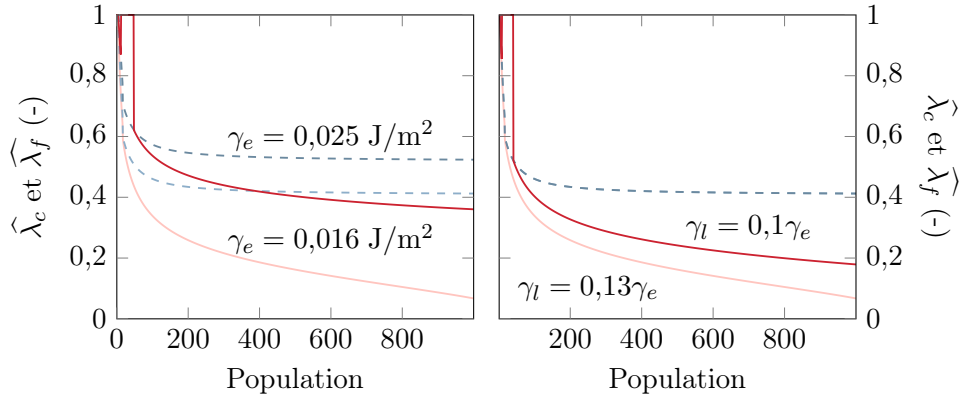 1
0,8
0,6
0,4
0,2
0
0 200 400 600 800
Population
λ̂_c et λ̂_f (-)
γ_e = 0,025 J/m²
γ_e = 0,016 J/m²
1
0,8
0,6
0,4
0,2
0
200 400 600 800
Population
λ̂_c et λ̂_f (-)
γ_l = 0,1γ_e
γ_l = 0,13γ_e